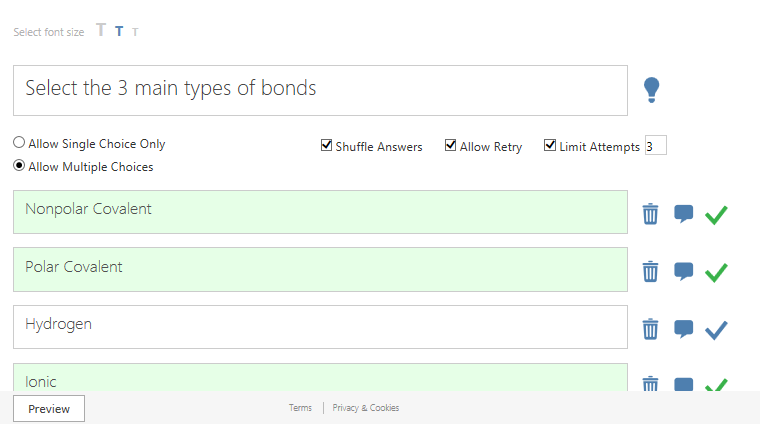 Select font size T T T
Select the 3 main types of bonds
Allow Single Choice Only
Shuffle Answers Allow Retry Limit Attempts 3
Allow Multiple Choices
Nonpolar Covalent
Polar Covalent
Hydrogen
Ionic
Preview Terms Privacy & Cookies